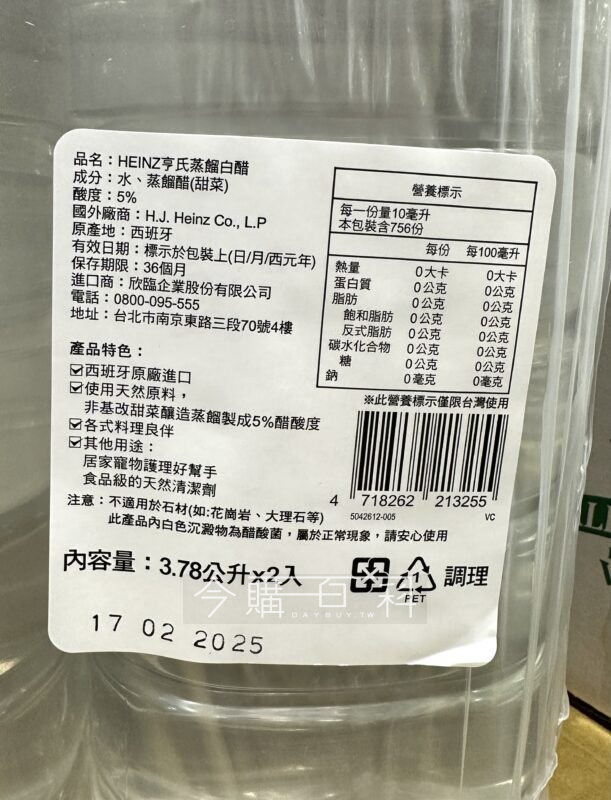 品名：HEINZ亨氏蒸餾白醋
成分：水、蒸餾醋(甜菜)
酸度：5%
國外廠商：H.J. Heinz Co., L.P
原產地：西班牙
有效日期：標示於包裝上(日/月/西元年)
保存期限：36個月
進口商：欣臨企業股份有限公司
電話：0800-095-555
地址：台北市南京東路三段70號4樓
營養標示
每一份量10毫升
本包裝含756份
每份 每100毫升
熱量 0大卡 0大卡
蛋白質 0公克 0公克
脂肪 0公克 0公克
飽和脂肪 0公克 0公克
反式脂肪 0公克 0公克
碳水化合物 0公克 0公克
糖 0公克 0公克
鈉 0毫克 0毫克
※此營養標示僅限台灣使用
產品特色：
☑西班牙原廠進口
☑使用天然原料，
非基改甜菜釀造蒸餾製成5%醋酸度
☑各式料理良伴
☑其他用途：
居家寵物護理好幫手
食品級的天然清潔劑
4 718262 213255
5042612-005 VC
注意：不適用於石材(如:花崗岩、大理石等)
此產品內白色沉澱物為醋酸菌，屬於正常現象，請安心使用
內容量：3.78公升x2入
1 PET
調理
今購百科
DAYBUY.TW
17 02 2025